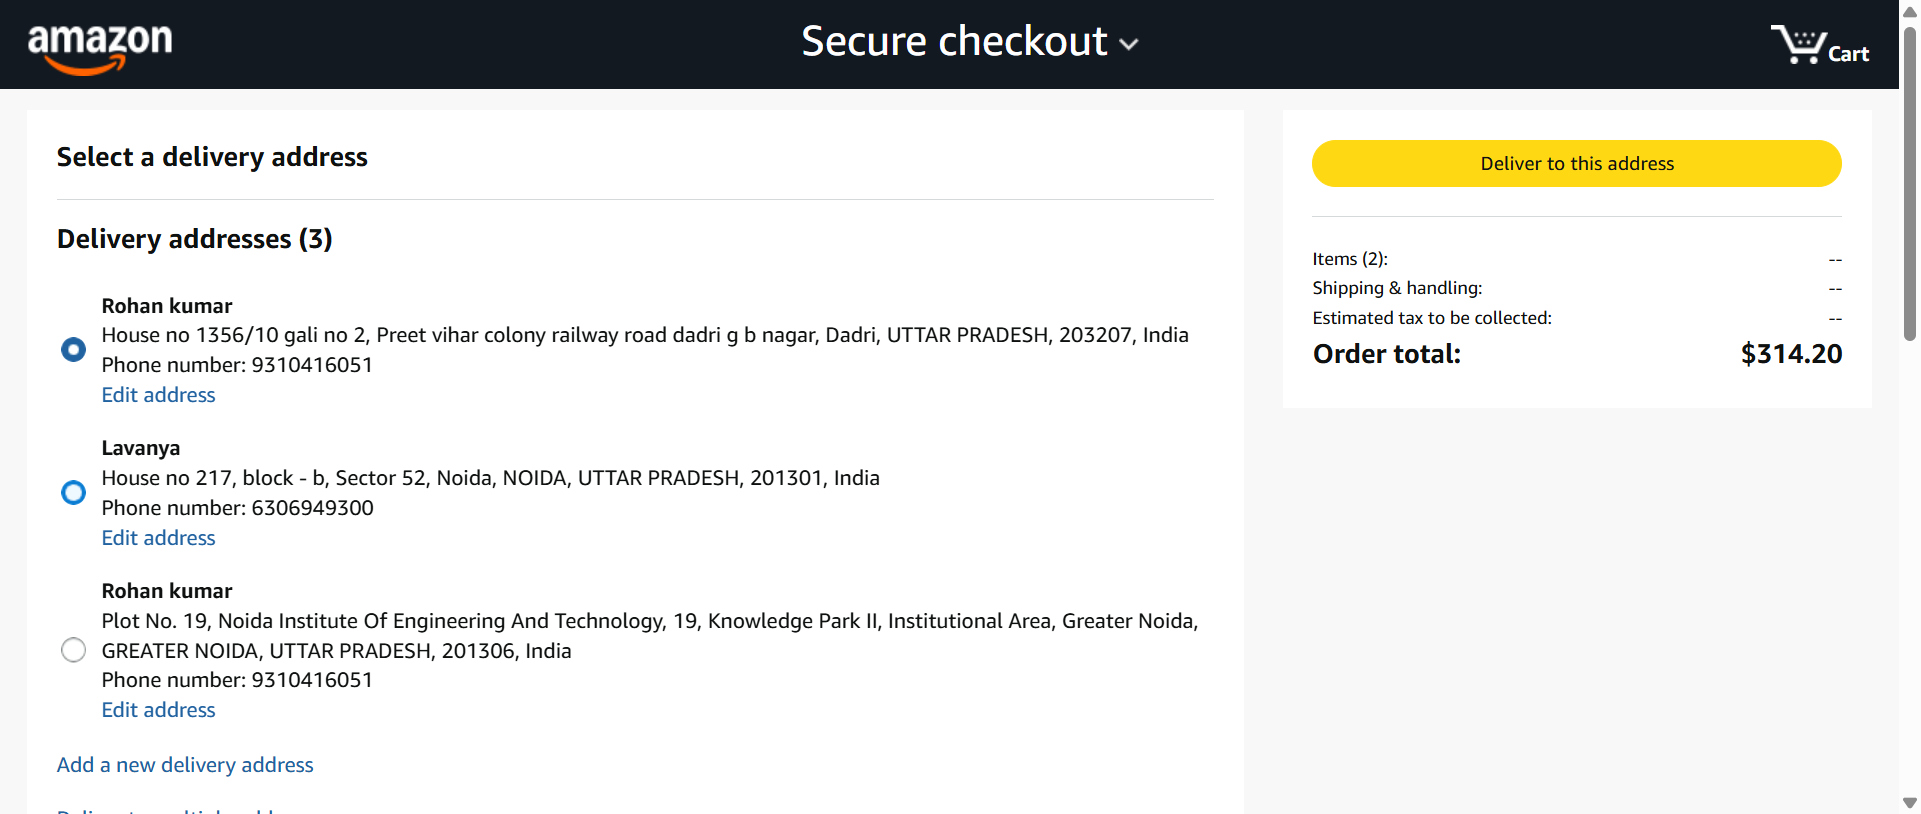 amazon
Secure checkout
Cart
Select a delivery address
Delivery addresses (3)
Rohan kumar
House no 1356/10 gali no 2, Preet vihar colony railway road dadri g b nagar, Dadri, UTTAR PRADESH, 203207, India
Phone number: 9310416051
Edit address
Lavanya
House no 217, block - b, Sector 52, Noida, NOIDA, UTTAR PRADESH, 201301, India
Phone number: 6306949300
Edit address
Rohan kumar
Plot No. 19, Noida Institute Of Engineering And Technology, 19, Knowledge Park II, Institutional Area, Greater Noida,
GREATER NOIDA, UTTAR PRADESH, 201306, India
Phone number: 9310416051
Edit address
Add a new delivery address
Deliver to this address
Items (2): --
Shipping & handling: --
Estimated tax to be collected: --
Order total: $314.20